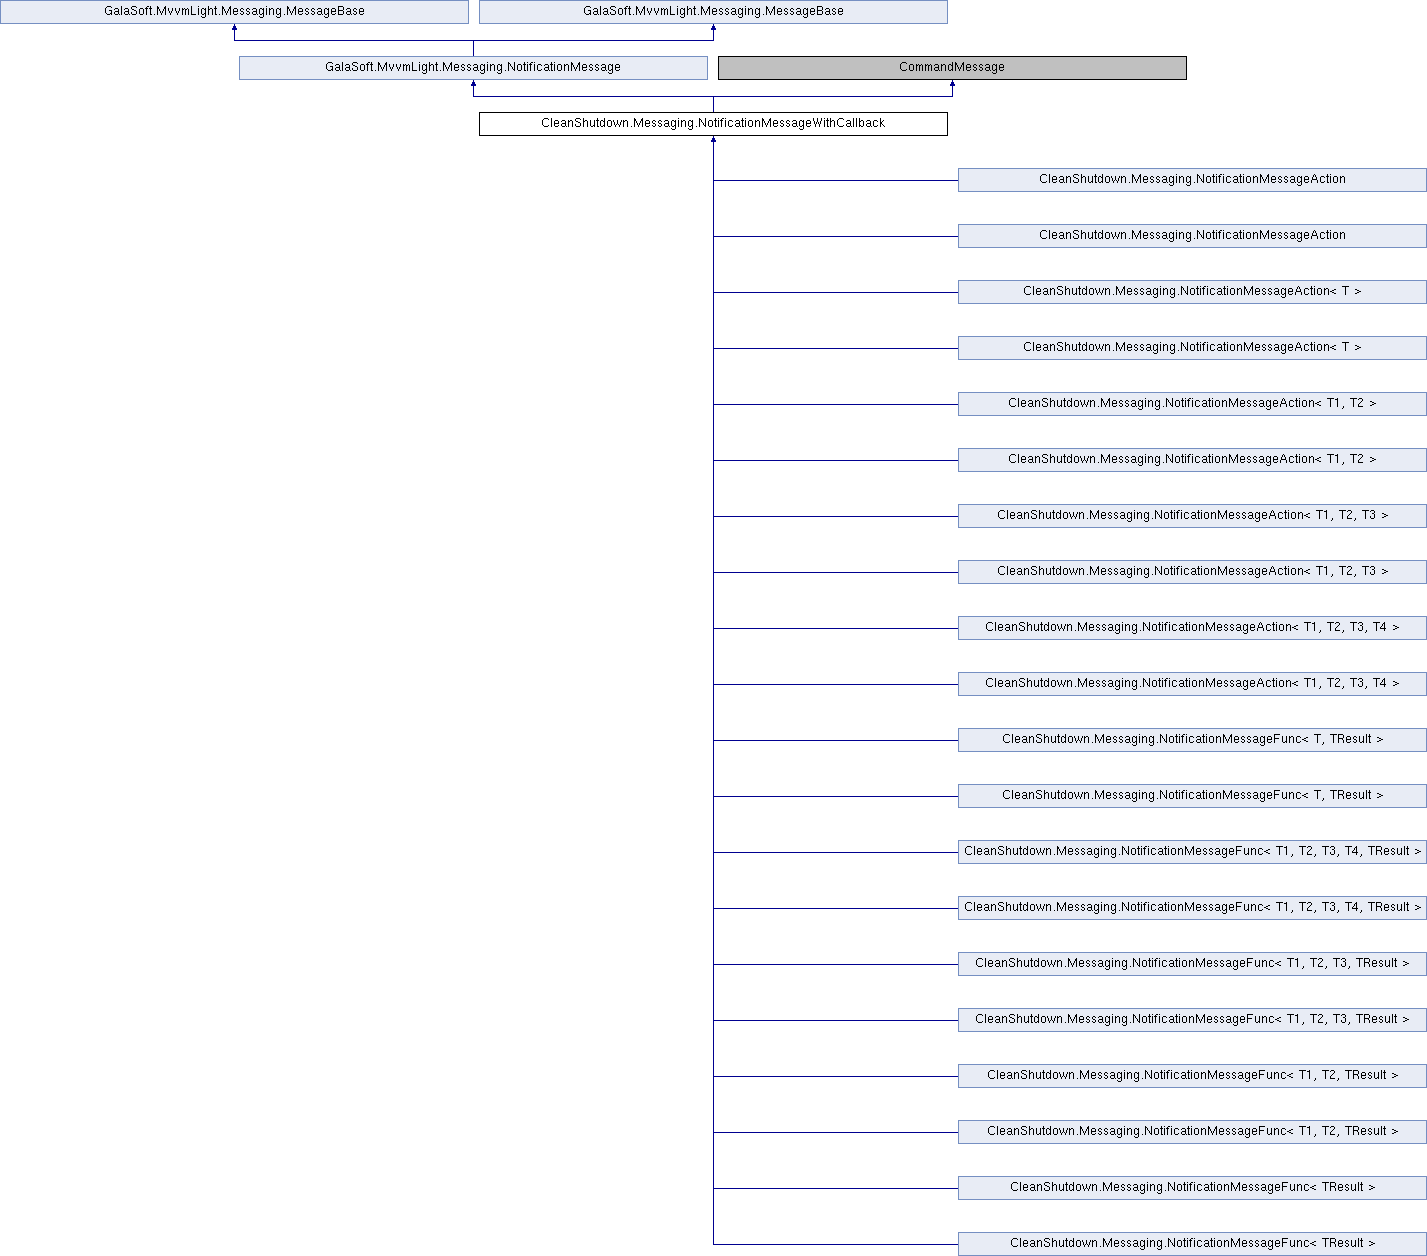 GalaSoft.MvvmLight.Messaging.MessageBase
GalaSoft.MvvmLight.Messaging.MessageBase
GalaSoft.MvvmLight.Messaging.NotificationMessage
CommandMessage
CleanShutdown.Messaging.NotificationMessageWithCallback
CleanShutdown.Messaging.NotificationMessageAction
CleanShutdown.Messaging.NotificationMessageAction
CleanShutdown.Messaging.NotificationMessageAction< T >
CleanShutdown.Messaging.NotificationMessageAction< T >
CleanShutdown.Messaging.NotificationMessageAction< T1, T2 >
CleanShutdown.Messaging.NotificationMessageAction< T1, T2 >
CleanShutdown.Messaging.NotificationMessageAction< T1, T2, T3 >
CleanShutdown.Messaging.NotificationMessageAction< T1, T2, T3 >
CleanShutdown.Messaging.NotificationMessageAction< T1, T2, T3, T4 >
CleanShutdown.Messaging.NotificationMessageAction< T1, T2, T3, T4 >
CleanShutdown.Messaging.NotificationMessageFunc< T, TResult >
CleanShutdown.Messaging.NotificationMessageFunc< T, TResult >
CleanShutdown.Messaging.NotificationMessageFunc< T1, T2, T3, T4, TResult >
CleanShutdown.Messaging.NotificationMessageFunc< T1, T2, T3, T4, TResult >
CleanShutdown.Messaging.NotificationMessageFunc< T1, T2, T3, TResult >
CleanShutdown.Messaging.NotificationMessageFunc< T1, T2, T3, TResult >
CleanShutdown.Messaging.NotificationMessageFunc< T1, T2, TResult >
CleanShutdown.Messaging.NotificationMessageFunc< T1, T2, TResult >
CleanShutdown.Messaging.NotificationMessageFunc< TResult >
CleanShutdown.Messaging.NotificationMessageFunc< TResult >